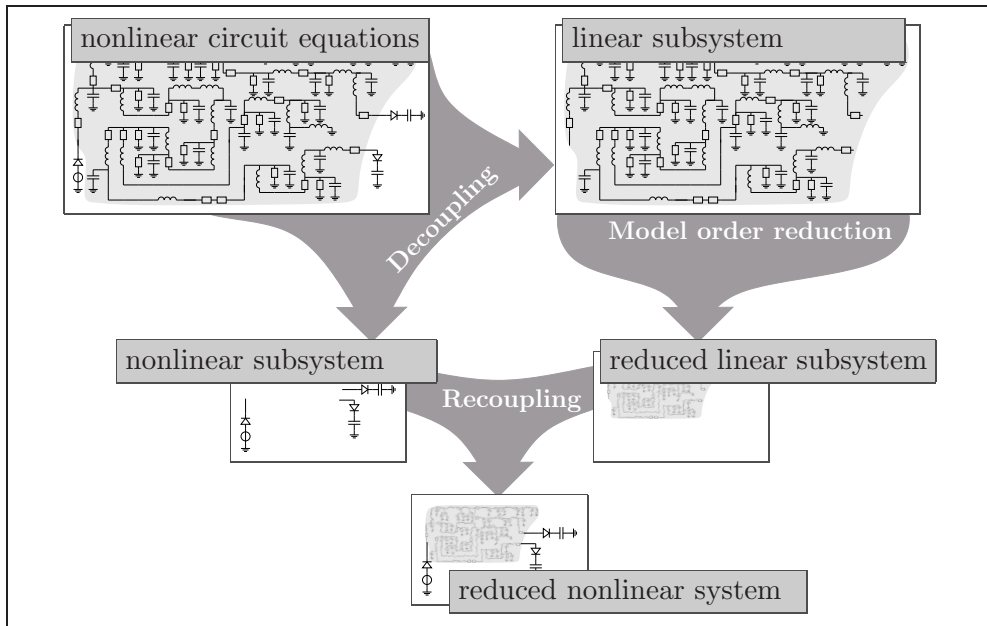 nonlinear circuit equations
linear subsystem
Decoupling
Model order reduction
nonlinear subsystem
reduced linear subsystem
Recoupling
reduced nonlinear system